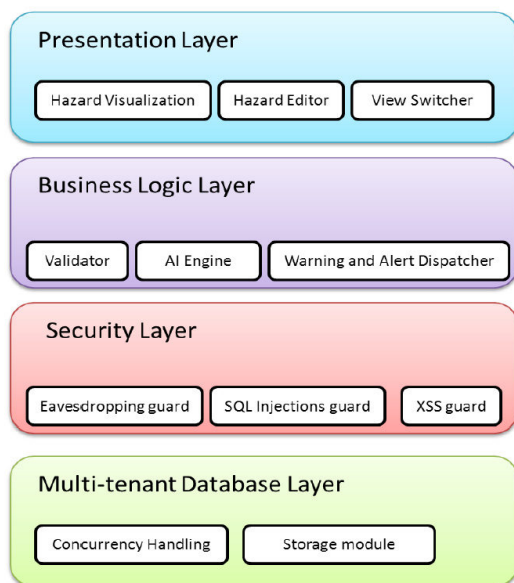 Presentation Layer
Hazard Visualization Hazard Editor View Switcher
Business Logic Layer
Validator AI Engine Warning and Alert Dispatcher
Security Layer
Eavesdropping guard SQL Injections guard XSS guard
Multi-tenant Database Layer
Concurrency Handling Storage module